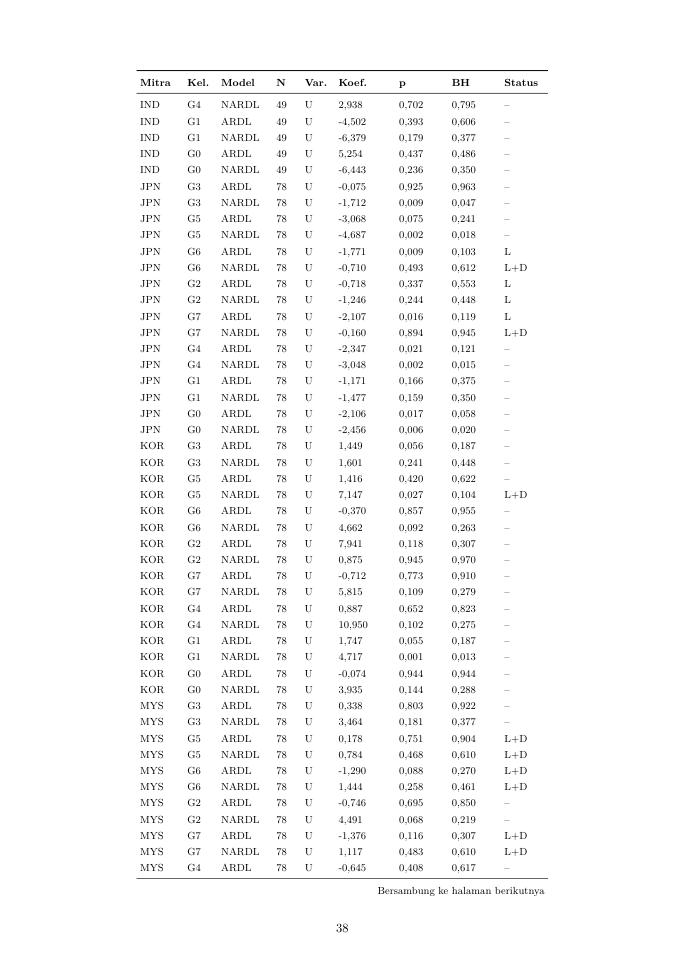 Mitra Kel. Model N Var. Koef. p BH Status
IND G4 NARDL 49 U 2,938 0,702 0,795 –
IND G1 ARDL 49 U -4,502 0,393 0,606 –
IND G1 NARDL 49 U -6,379 0,179 0,377 –
IND G0 ARDL 49 U 5,254 0,437 0,486 –
IND G0 NARDL 49 U -6,443 0,236 0,350 –
JPN G3 ARDL 78 U -0,075 0,925 0,963 –
JPN G3 NARDL 78 U -1,712 0,009 0,047 –
JPN G5 ARDL 78 U -3,068 0,075 0,241 –
JPN G5 NARDL 78 U -4,687 0,002 0,018 –
JPN G6 ARDL 78 U -1,771 0,009 0,103 L
JPN G6 NARDL 78 U -0,710 0,493 0,612 L+D
JPN G2 ARDL 78 U -0,718 0,337 0,553 L
JPN G2 NARDL 78 U -1,246 0,244 0,448 L
JPN G7 ARDL 78 U -2,107 0,016 0,119 L
JPN G7 NARDL 78 U -0,160 0,894 0,945 L+D
JPN G4 ARDL 78 U -2,347 0,021 0,121 –
JPN G4 NARDL 78 U -3,048 0,002 0,015 –
JPN G1 ARDL 78 U -1,171 0,166 0,375 –
JPN G1 NARDL 78 U -1,477 0,159 0,350 –
JPN G0 ARDL 78 U -2,106 0,017 0,058 –
JPN G0 NARDL 78 U -2,456 0,006 0,020 –
KOR G3 ARDL 78 U 1,449 0,056 0,187 –
KOR G3 NARDL 78 U 1,601 0,241 0,448 –
KOR G5 ARDL 78 U 1,416 0,420 0,622 –
KOR G5 NARDL 78 U 7,147 0,027 0,104 L+D
KOR G6 ARDL 78 U -0,370 0,857 0,955 –
KOR G6 NARDL 78 U 4,662 0,092 0,263 –
KOR G2 ARDL 78 U 7,941 0,118 0,307 –
KOR G2 NARDL 78 U 0,875 0,945 0,970 –
KOR G7 ARDL 78 U -0,712 0,773 0,910 –
KOR G7 NARDL 78 U 5,815 0,109 0,279 –
KOR G4 ARDL 78 U 0,887 0,652 0,823 –
KOR G4 NARDL 78 U 10,950 0,102 0,275 –
KOR G1 ARDL 78 U 1,747 0,055 0,187 –
KOR G1 NARDL 78 U 4,717 0,001 0,013 –
KOR G0 ARDL 78 U -0,074 0,944 0,944 –
KOR G0 NARDL 78 U 3,935 0,144 0,288 –
MYS G3 ARDL 78 U 0,338 0,803 0,922 –
MYS G3 NARDL 78 U 3,464 0,181 0,377 –
MYS G5 ARDL 78 U 0,178 0,751 0,904 L+D
MYS G5 NARDL 78 U 0,784 0,468 0,610 L+D
MYS G6 ARDL 78 U -1,290 0,088 0,270 L+D
MYS G6 NARDL 78 U 1,444 0,258 0,461 L+D
MYS G2 ARDL 78 U -0,746 0,695 0,850 –
MYS G2 NARDL 78 U 4,491 0,068 0,219 –
MYS G7 ARDL 78 U -1,376 0,116 0,307 L+D
MYS G7 NARDL 78 U 1,117 0,483 0,610 L+D
MYS G4 ARDL 78 U -0,645 0,408 0,617 –
Bersambung ke halaman berikutnya
38